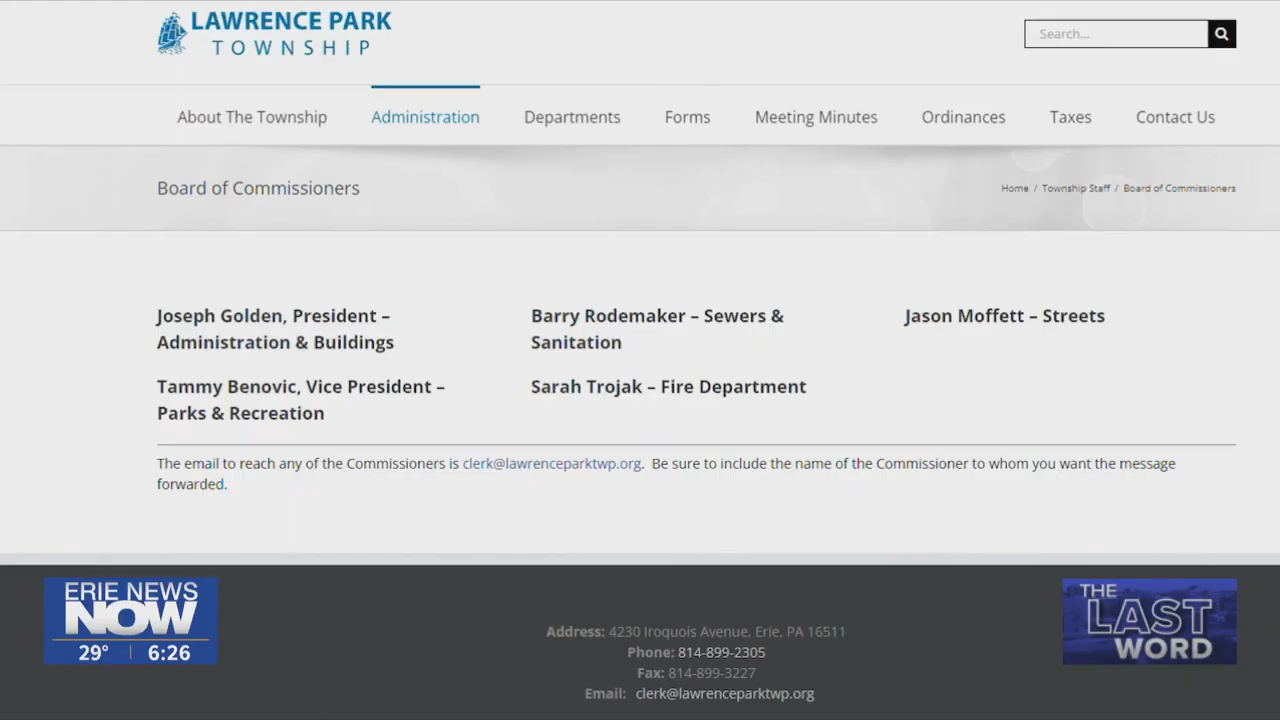 LAWRENCE PARK
TOWNSHIP
Search...
About The Township Administration Departments Forms Meeting Minutes Ordinances Taxes Contact Us
Board of Commissioners
Home / Township Staff / Board of Commissioners
Joseph Golden, President –
Administration & Buildings
Barry Rodemaker – Sewers &
Sanitation
Jason Moffett – Streets
Tammy Benovic, Vice President –
Parks & Recreation
Sarah Trojak – Fire Department
The email to reach any of the Commissioners is clerk@lawrenceparktwp.org. Be sure to include the name of the Commissioner to whom you want the message
forwarded.
ERIE NEWS
NOW
29° | 6:26
Address: 4230 Iroquois Avenue, Erie, PA 16511
Phone: 814-899-2305
Fax: 814-899-3227
Email: clerk@lawrenceparktwp.org
THE
LAST
WORD